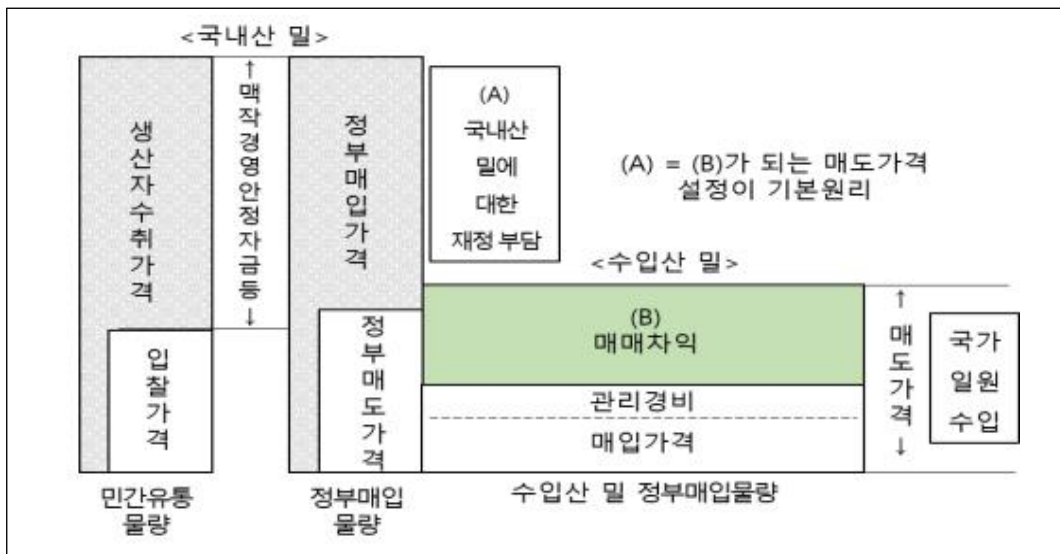 <국내산 밀>
생산자수취가격
입찰가격
↑맥작경영안정자금등↓
정부매입가격
정부매도가격
(A)
국내산
밀에
대한
재정 부담
(A) = (B)가 되는 매도가격
설정이 기본원리
<수입산 밀>
(B)
매매차익
관리경비
매입가격
↑매도가격↓
국가
일원
수입
민간유통
물량
정부매입
물량
수입산 밀 정부매입물량